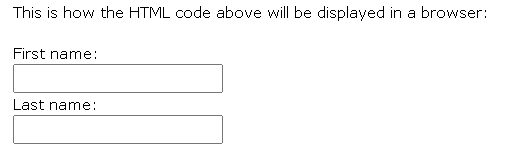 This is how the HTML code above will be displayed in a browser:
First name:
Last name: